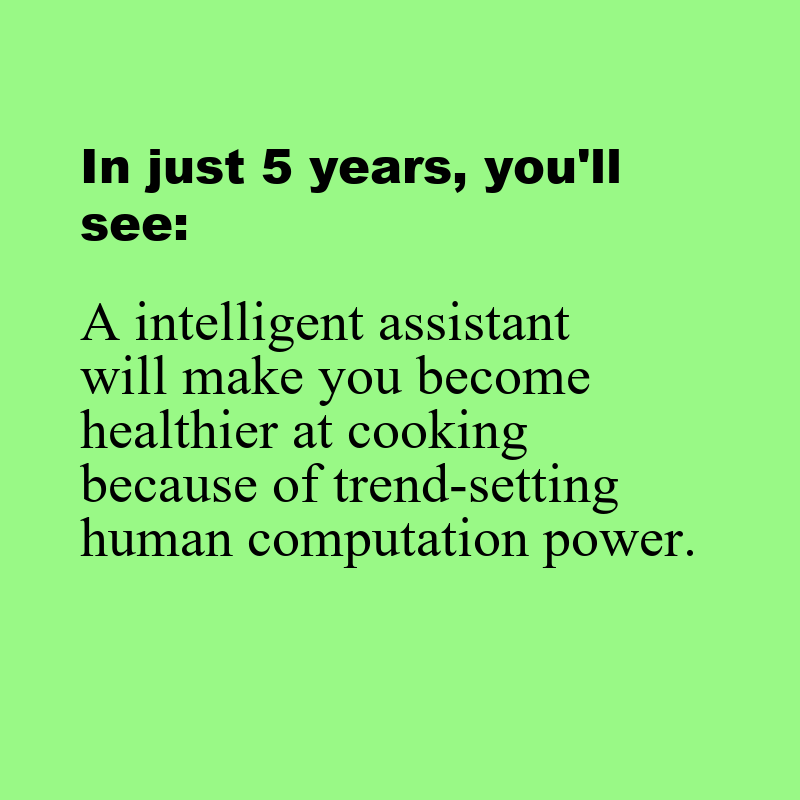 In just 5 years, you'll
see:
A intelligent assistant
will make you become
healthier at cooking
because of trend-setting
human computation power.